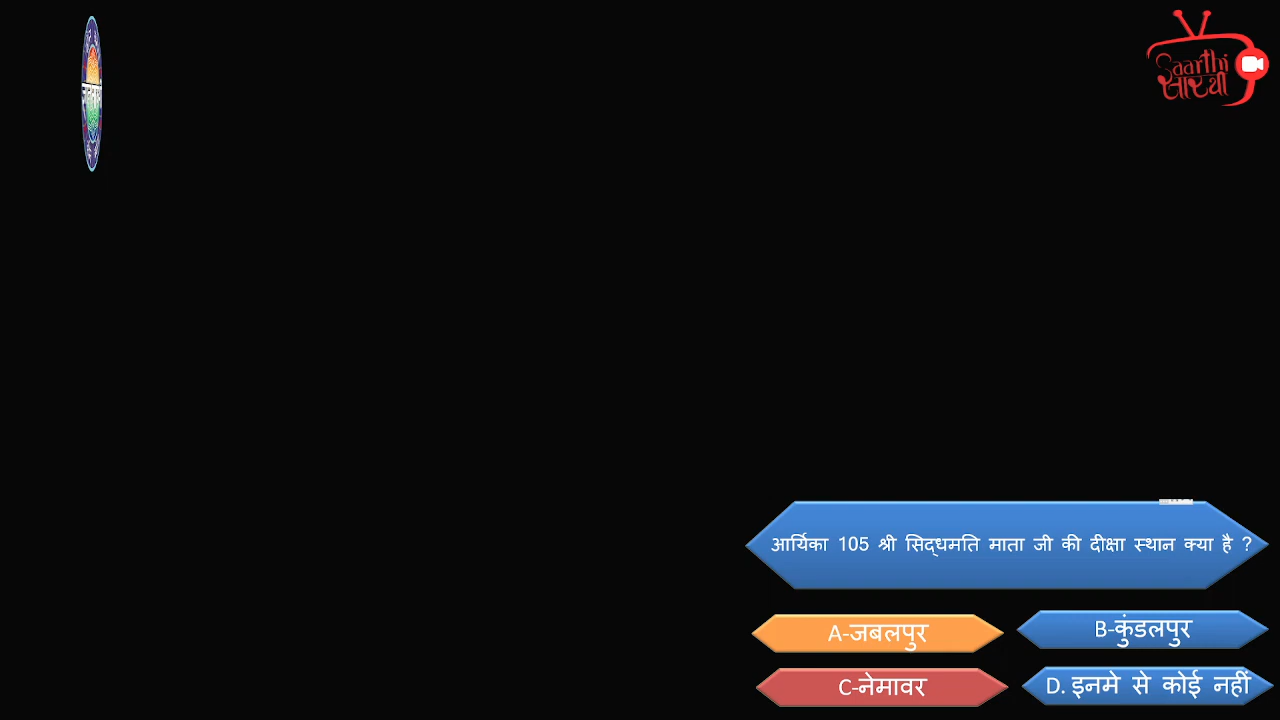 Saarthi
सारथी
आर्यिका 105 श्री सिद्धमति माता जी की दीक्षा स्थान क्या है ?
A-जबलपुर
B-कुंडलपुर
C-नेमावर
D. इनमे से कोई नहीं